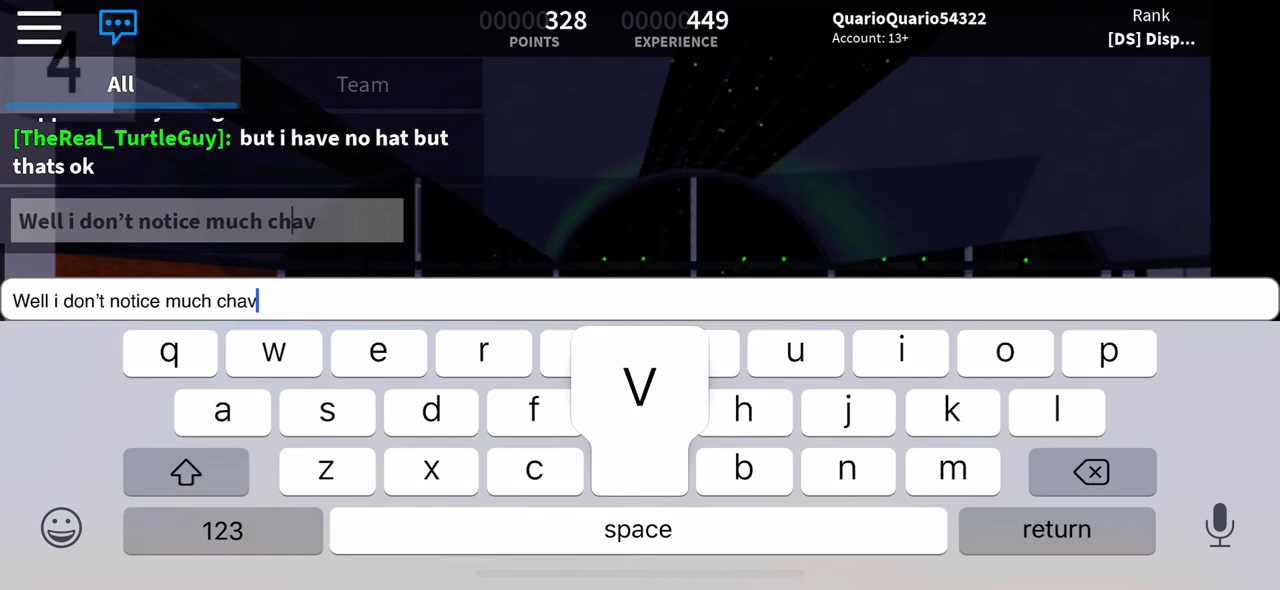 00000328
POINTS
00000449
EXPERIENCE
QuarioQuario54322
Account: 13+
Rank
[DS] Disp...
4
All
Team
[TheReal_TurtleGuy]: but i have no hat but
thats ok
Well i don’t notice much chav
Well i don’t notice much chav
q w e r u i o p
a s d f V h j k l
z x c b n m
123 space return